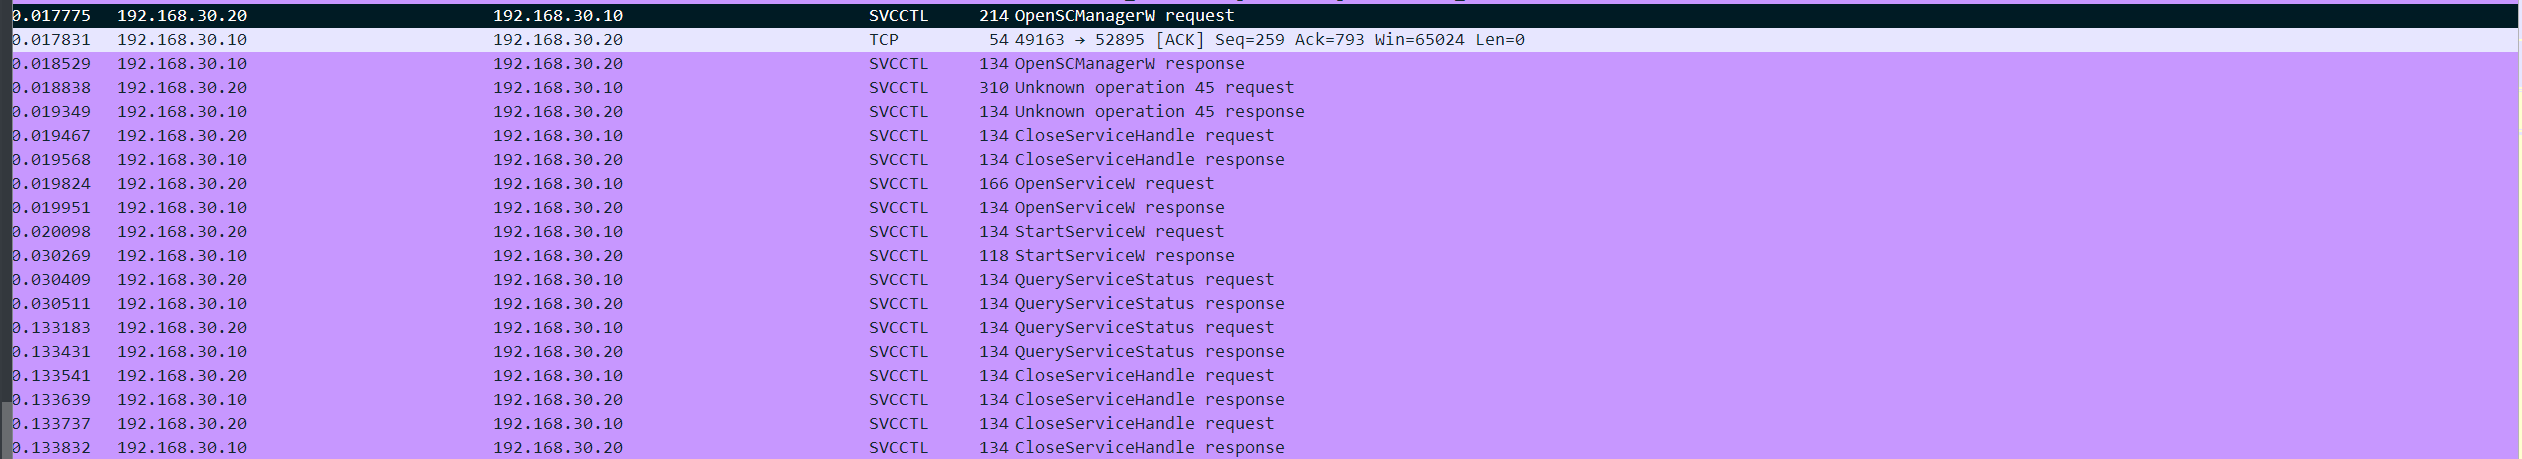 0.017775 192.168.30.20 192.168.30.10 SVCCTL 214 OpenSCManagerW request
0.017831 192.168.30.10 192.168.30.20 TCP 54 49163 → 52895 [ACK] Seq=259 Ack=793 Win=65024 Len=0
0.018529 192.168.30.10 192.168.30.20 SVCCTL 134 OpenSCManagerW response
0.018838 192.168.30.20 192.168.30.10 SVCCTL 310 Unknown operation 45 request
0.019349 192.168.30.10 192.168.30.20 SVCCTL 134 Unknown operation 45 response
0.019467 192.168.30.20 192.168.30.10 SVCCTL 134 CloseServiceHandle request
0.019568 192.168.30.10 192.168.30.20 SVCCTL 134 CloseServiceHandle response
0.019824 192.168.30.20 192.168.30.10 SVCCTL 166 OpenServiceW request
0.019951 192.168.30.10 192.168.30.20 SVCCTL 134 OpenServiceW response
0.020098 192.168.30.20 192.168.30.10 SVCCTL 134 StartServiceW request
0.030269 192.168.30.10 192.168.30.20 SVCCTL 118 StartServiceW response
0.030409 192.168.30.20 192.168.30.10 SVCCTL 134 QueryServiceStatus request
0.030511 192.168.30.10 192.168.30.20 SVCCTL 134 QueryServiceStatus response
0.133183 192.168.30.20 192.168.30.10 SVCCTL 134 QueryServiceStatus request
0.133431 192.168.30.10 192.168.30.20 SVCCTL 134 QueryServiceStatus response
0.133541 192.168.30.20 192.168.30.10 SVCCTL 134 CloseServiceHandle request
0.133639 192.168.30.10 192.168.30.20 SVCCTL 134 CloseServiceHandle response
0.133737 192.168.30.20 192.168.30.10 SVCCTL 134 CloseServiceHandle request
0.133832 192.168.30.10 192.168.30.20 SVCCTL 134 CloseServiceHandle response